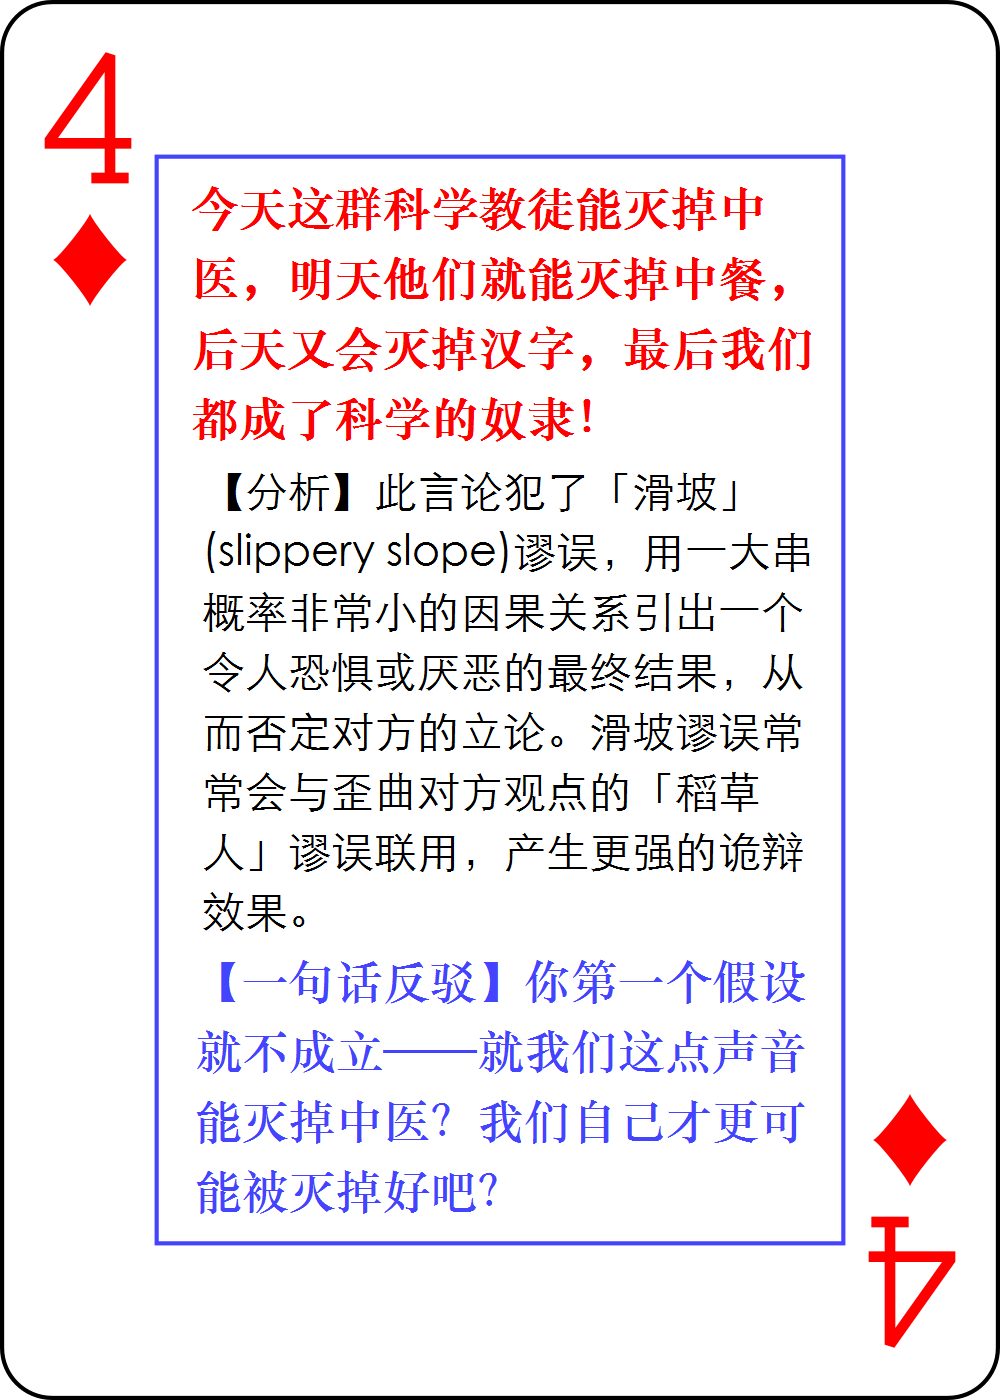 4
今天这群科学教徒能灭掉中
医，明天他们就能灭掉中餐，
后天又会灭掉汉字，最后我们
都成了科学的奴隶！
【分析】此言论犯了「滑坡」
(slippery slope)谬误，用一大串
概率非常小的因果关系引出一个
令人恐惧或厌恶的最终结果，从
而否定对方的立论。滑坡谬误常
常会与歪曲对方观点的「稻草
人」谬误联用，产生更强的诡辩
效果。
【一句话反驳】你第一个假设
就不成立——就我们这点声音
能灭掉中医？我们自己才更可
能被灭掉好吧？
4